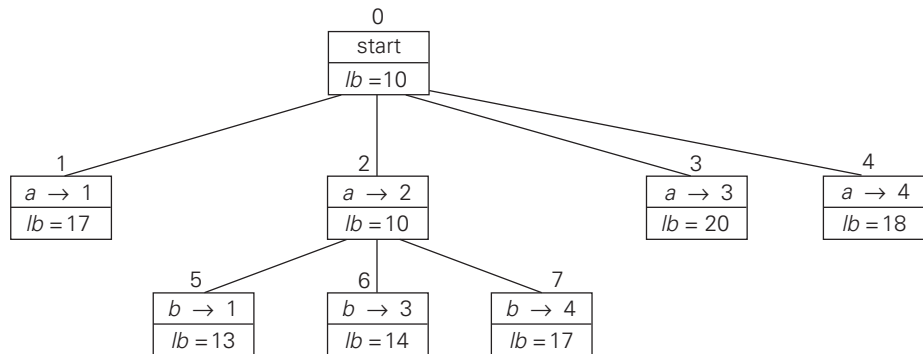 0
start
lb = 10
1 2 3 4
a → 1 a → 2 a → 3 a → 4
lb = 17 lb = 10 lb = 20 lb = 18
5 6 7
b → 1 b → 3 b → 4
lb = 13 lb = 14 lb = 17